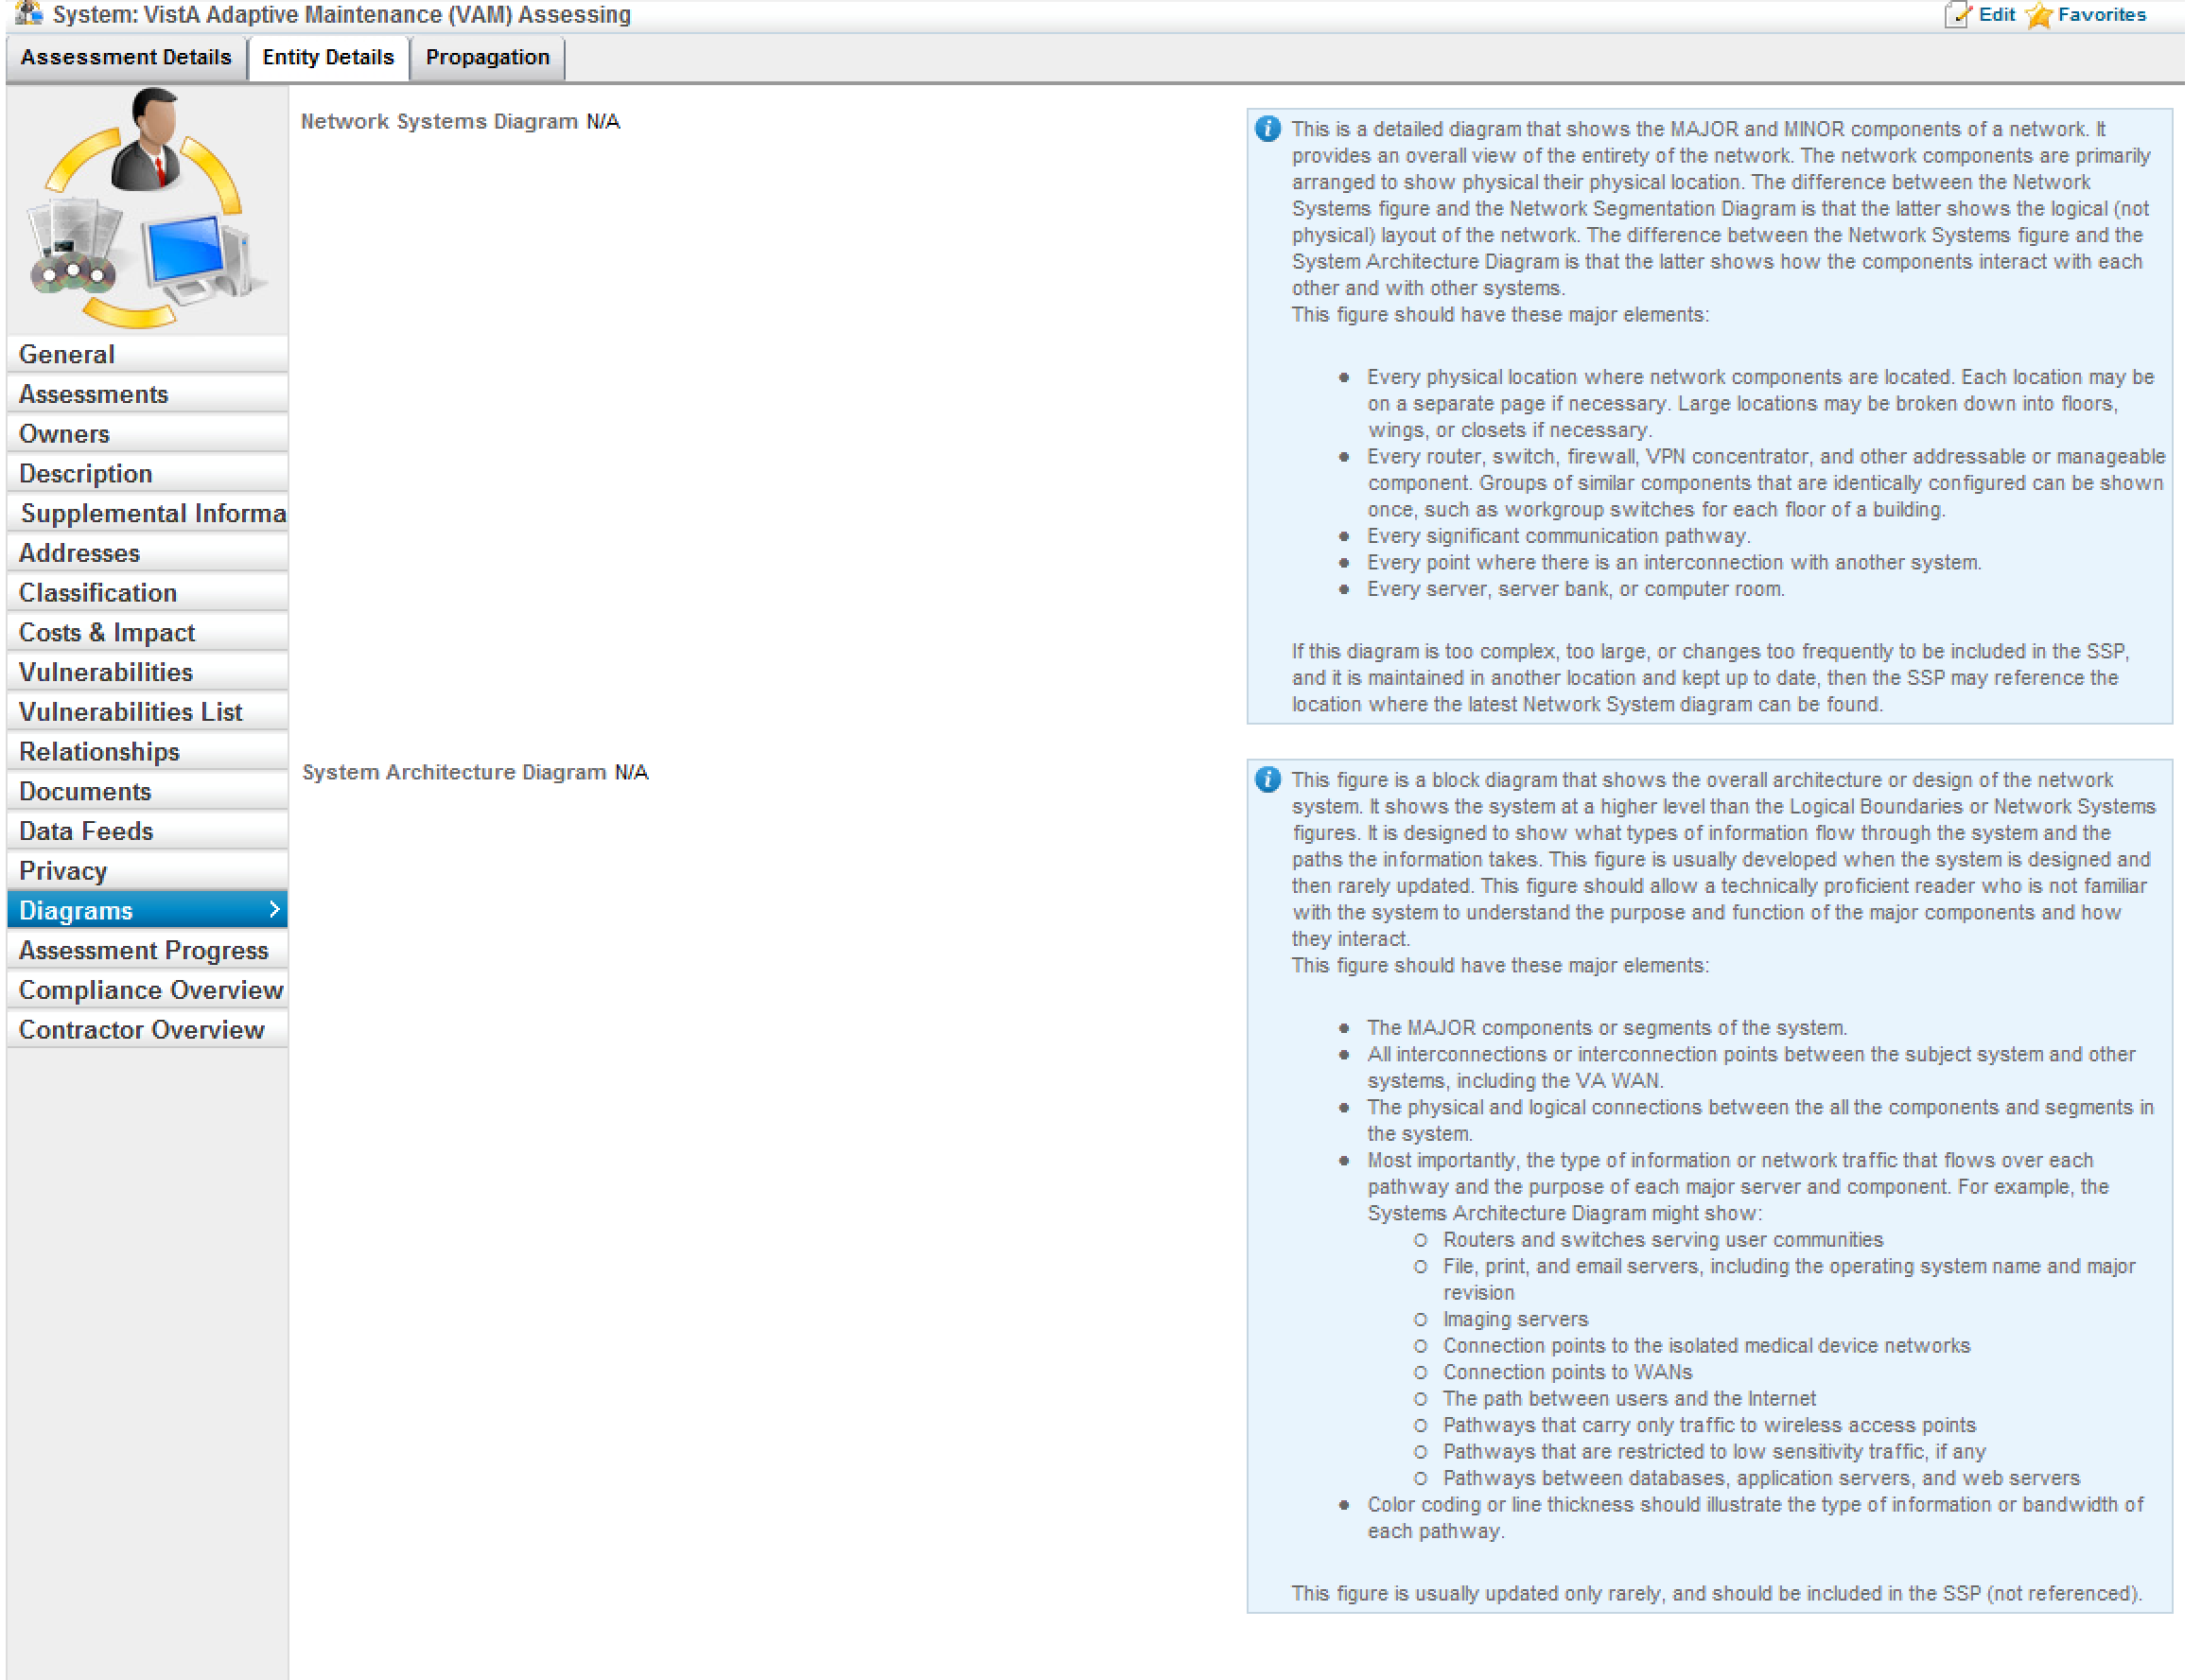 System: VistA Adaptive Maintenance (VAM) Assessing
Edit
Favorites
Assessment Details
Entity Details
Propagation
General
Assessments
Owners
Description
Supplemental Informa
Addresses
Classification
Costs & Impact
Vulnerabilities
Vulnerabilities List
Relationships
Documents
Data Feeds
Privacy
Diagrams
Assessment Progress
Compliance Overview
Contractor Overview
Network Systems Diagram N/A
This is a detailed diagram that shows the MAJOR and MINOR components of a network. It
provides an overall view of the entirety of the network. The network components are primarily
arranged to show physical their physical location. The difference between the Network
Systems figure and the Network Segmentation Diagram is that the latter shows the logical (not
physical) layout of the network. The difference between the Network Systems figure and the
System Architecture Diagram is that the latter shows how the components interact with each
other and with other systems.
This figure should have these major elements:
● Every physical location where network components are located. Each location may be
on a separate page if necessary. Large locations may be broken down into floors,
wings, or closets if necessary.
● Every router, switch, firewall, VPN concentrator, and other addressable or manageable
component. Groups of similar components that are identically configured can be shown
once, such as workgroup switches for each floor of a building.
● Every significant communication pathway.
● Every point where there is an interconnection with another system.
● Every server, server bank, or computer room.
If this diagram is too complex, too large, or changes too frequently to be included in the SSP,
and it is maintained in another location and kept up to date, then the SSP may reference the
location where the latest Network System diagram can be found.
System Architecture Diagram N/A
This figure is a block diagram that shows the overall architecture or design of the network
system. It shows the system at a higher level than the Logical Boundaries or Network Systems
figures. It is designed to show what types of information flow through the system and the
paths the information takes. This figure is usually developed when the system is designed and
then rarely updated. This figure should allow a technically proficient reader who is not familiar
with the system to understand the purpose and function of the major components and how
they interact.
This figure should have these major elements:
● The MAJOR components or segments of the system.
● All interconnections or interconnection points between the subject system and other
systems, including the VA WAN.
● The physical and logical connections between the all the components and segments in
the system.
● Most importantly, the type of information or network traffic that flows over each
pathway and the purpose of each major server and component. For example, the
Systems Architecture Diagram might show:
○ Routers and switches serving user communities
○ File, print, and email servers, including the operating system name and major
revision
○ Imaging servers
○ Connection points to the isolated medical device networks
○ Connection points to WANs
○ The path between users and the Internet
○ Pathways that carry only traffic to wireless access points
○ Pathways that are restricted to low sensitivity traffic, if any
○ Pathways between databases, application servers, and web servers
● Color coding or line thickness should illustrate the type of information or bandwidth of
each pathway.
This figure is usually updated only rarely, and should be included in the SSP (not referenced).